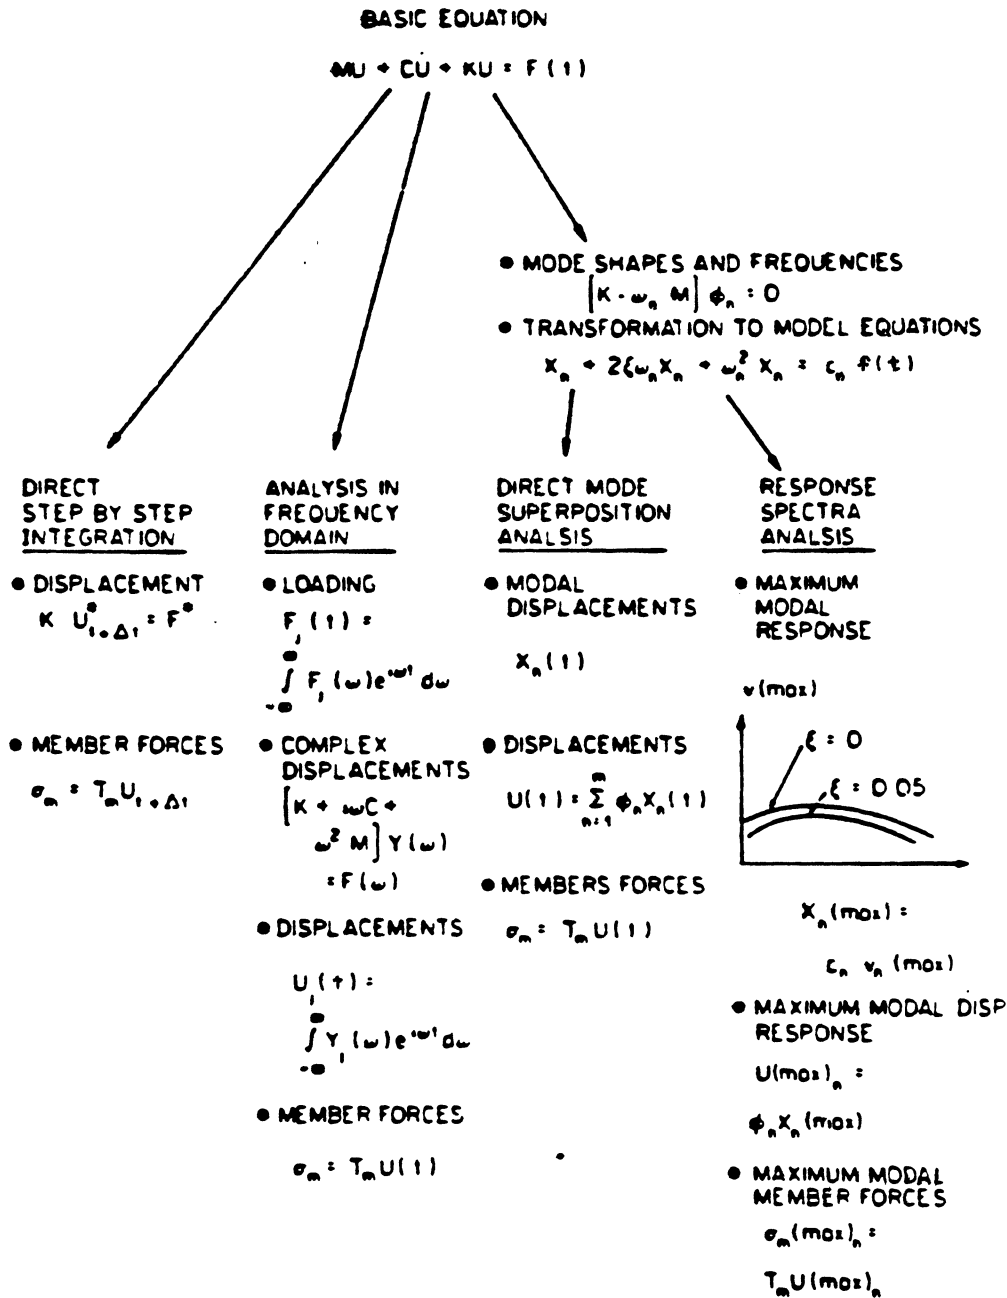 BASIC EQUATION
MU + CU̇ + KU = F(t)
• MODE SHAPES AND FREQUENCIES
[K - ωₙ M] ϕₙ = 0
• TRANSFORMATION TO MODEL EQUATIONS
Xₙ + 2ξωₙXₙ + ωₙ² Xₙ = cₙ f(t)
DIRECT
STEP BY STEP
INTEGRATION
• DISPLACEMENT
K U*ₜ₊Δₜ = F*
• MEMBER FORCES
σₘ = TₘUₜ₊Δₜ
ANALYSIS IN
FREQUENCY
DOMAIN
• LOADING
Fⱼ(t) =
∞
∫ Fⱼ(ω)e^{iωt} dω
-∞
• COMPLEX
DISPLACEMENTS
[K + iωC +
ω² M] Y(ω)
= F(ω)
• DISPLACEMENTS
Uⱼ(t) =
∞
∫ Yⱼ(ω)e^{iωt} dω
-∞
• MEMBER FORCES
σₘ = TₘU(t)
DIRECT MODE
SUPERPOSITION
ANALSIS
• MODAL
DISPLACEMENTS
Xₙ(t)
• DISPLACEMENTS
m
U(t) = Σ ϕₙXₙ(t)
n=1
• MEMBERS FORCES
σₘ = TₘU(t)
RESPONSE
SPECTRA
ANALSIS
• MAXIMUM
MODAL
RESPONSE
v(max)
ξ = 0
ξ = 0.05
Xₙ(max) =
cₙ vₙ(max)
• MAXIMUM MODAL DISP
RESPONSE
U(max)ₙ =
ϕₙXₙ(max)
• MAXIMUM MODAL
MEMBER FORCES
σₘ(max)ₙ =
TₘU(max)ₙ